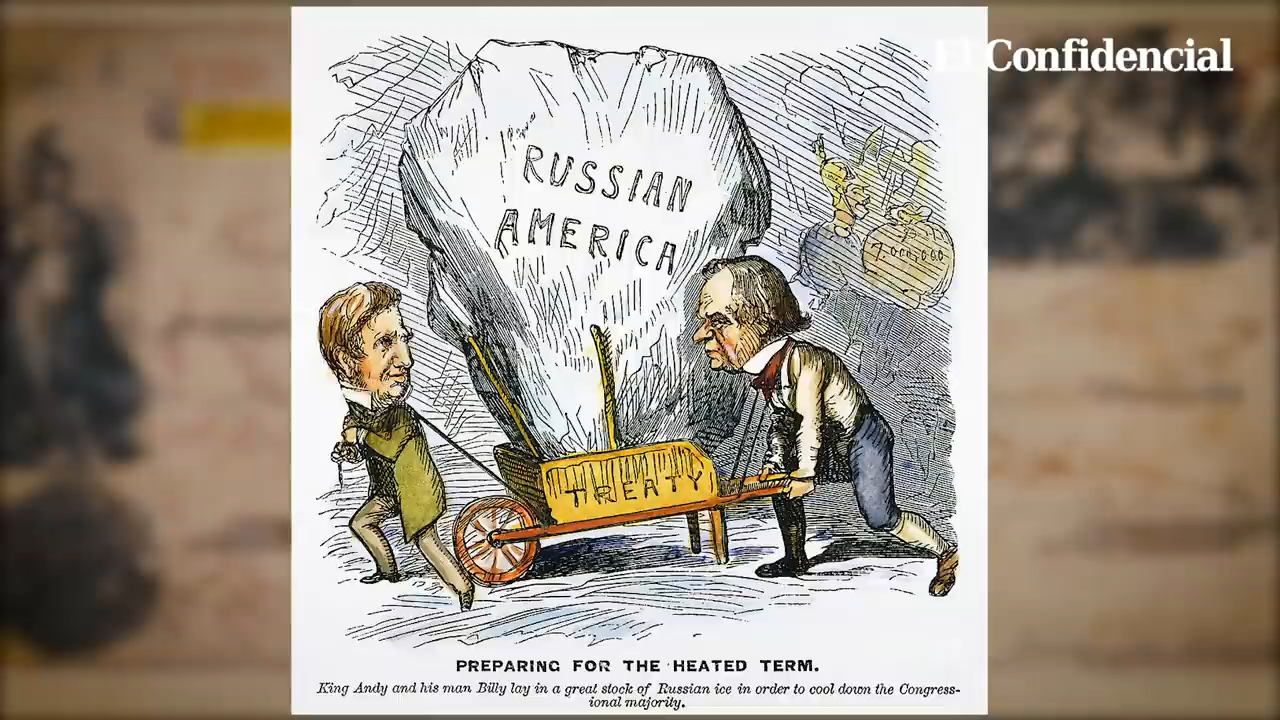 El Confidencial
RUSSIAN
AMERICA
7.000,000
TREATY
PREPARING FOR THE HEATED TERM.
King Andy and his man Billy lay in a great stock of Russian ice in order to cool down the Congress-
ional majority.